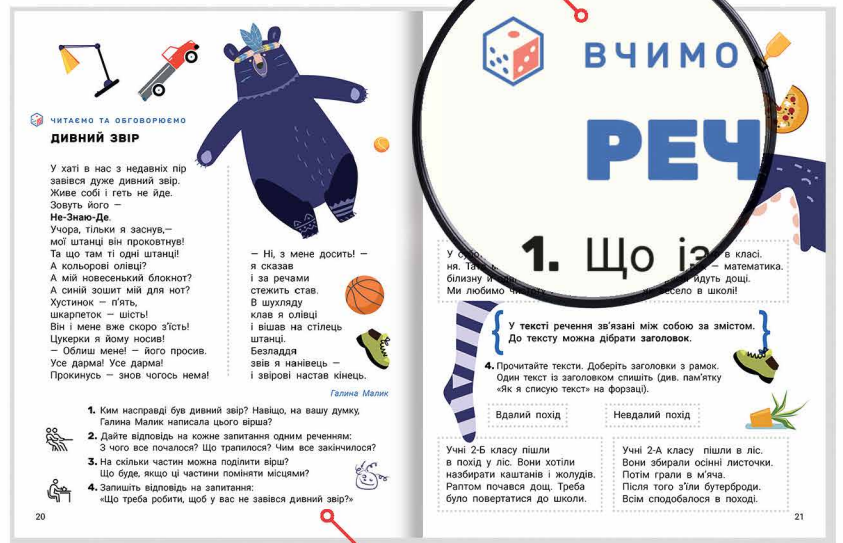 ЧИТАЄМО ТА ОБГОВОРЮЄМО
ДИВНИЙ ЗВІР
У хаті в нас з недавніх пір
завівся дуже дивний звір.
Живе собі і геть не йде.
Зовуть його –
Не-Знаю-Де.
Учора, тільки я заснув,–
мої штанці він проковтнув!
Та що там ті одні штанці!
А кольорові олівці?
А мій новесенький блокнот?
А синій зошит мій для нот?
Хустинок – п'ять,
шкарпеток – шість!
Він і мене вже скоро з'їсть!
Цукерки я йому носив!
– Облиш мене! – його просив.
Усе дарма! Усе дарма!
Прокинусь – знов чогось нема!
– Ні, з мене досить! –
я сказав
і за речами
стежить став.
В шухляду
клав я олівці
і вішав на стілець
штанці.
Безладдя
звів я нанівець –
і звірові настав кінець.
Галина Малик
1. Ким насправді був дивний звір? Навіщо, на вашу думку,
Галина Малик написала цього вірша?
2. Дайте відповідь на кожне запитання одним реченням:
З чого все почалося? Що трапилося? Чим все закінчилося?
3. На скільки частин можна поділити вірш?
Що буде, якщо ці частини поміняти місцями?
4. Запишіть відповідь на запитання:
«Що треба робити, щоб у вас не завівся дивний звір?»
20
ВЧИМО
РЕЧ
1. Що із
в класі.
ня. – математика.
білизну йдуть дощі.
Ми любимо весело в школі!
У тексті речення зв'язані між собою за змістом.
До тексту можна дібрати заголовок.
4. Прочитайте тексти. Доберіть заголовки з рамок.
Один текст із заголовком спишіть (див. пам'ятку
«Як я списую текст» на форзаці).
Вдалий похід
Невдалий похід
Учні 2-Б класу пішли
в похід у ліс. Вони хотіли
назбирати каштанів і жолудів.
Раптом почався дощ. Треба
було повертатися до школи.
Учні 2-А класу пішли в ліс.
Вони збирали осінні листочки.
Потім грали в м'яча.
Після того з'їли бутерброди.
Всім сподобалося в поході.
21